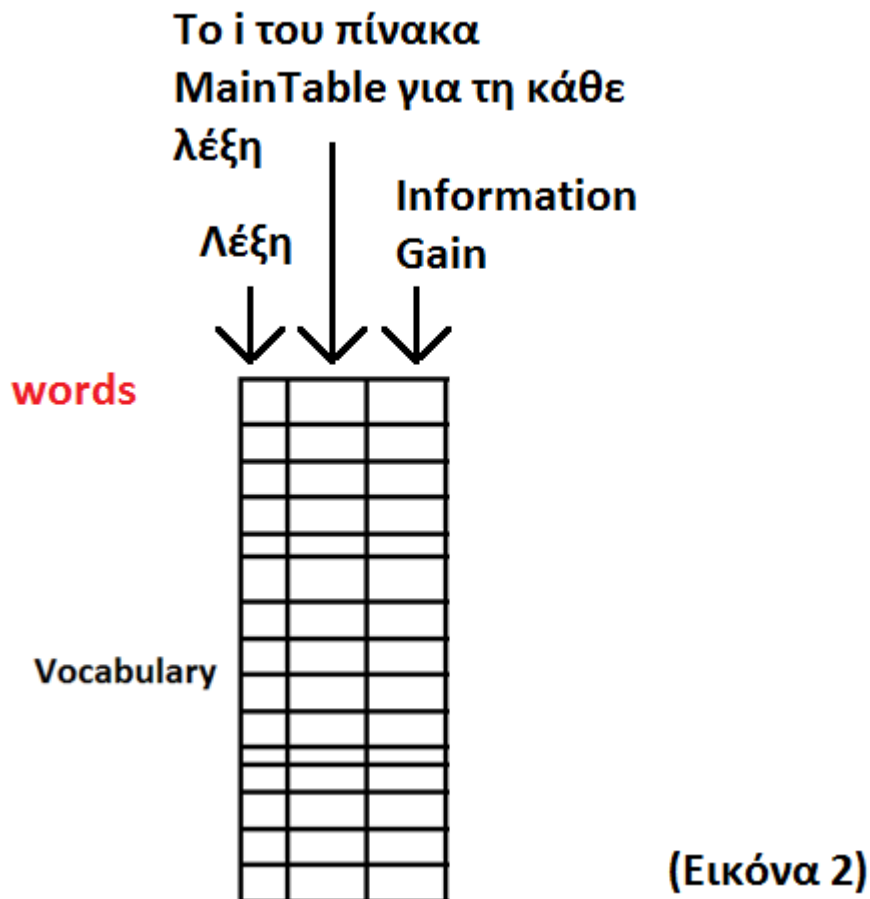 Το i του πίνακα
MainTable για τη κάθε
λέξη
Λέξη
Information
Gain
words
Vocabulary
(Εικόνα 2)